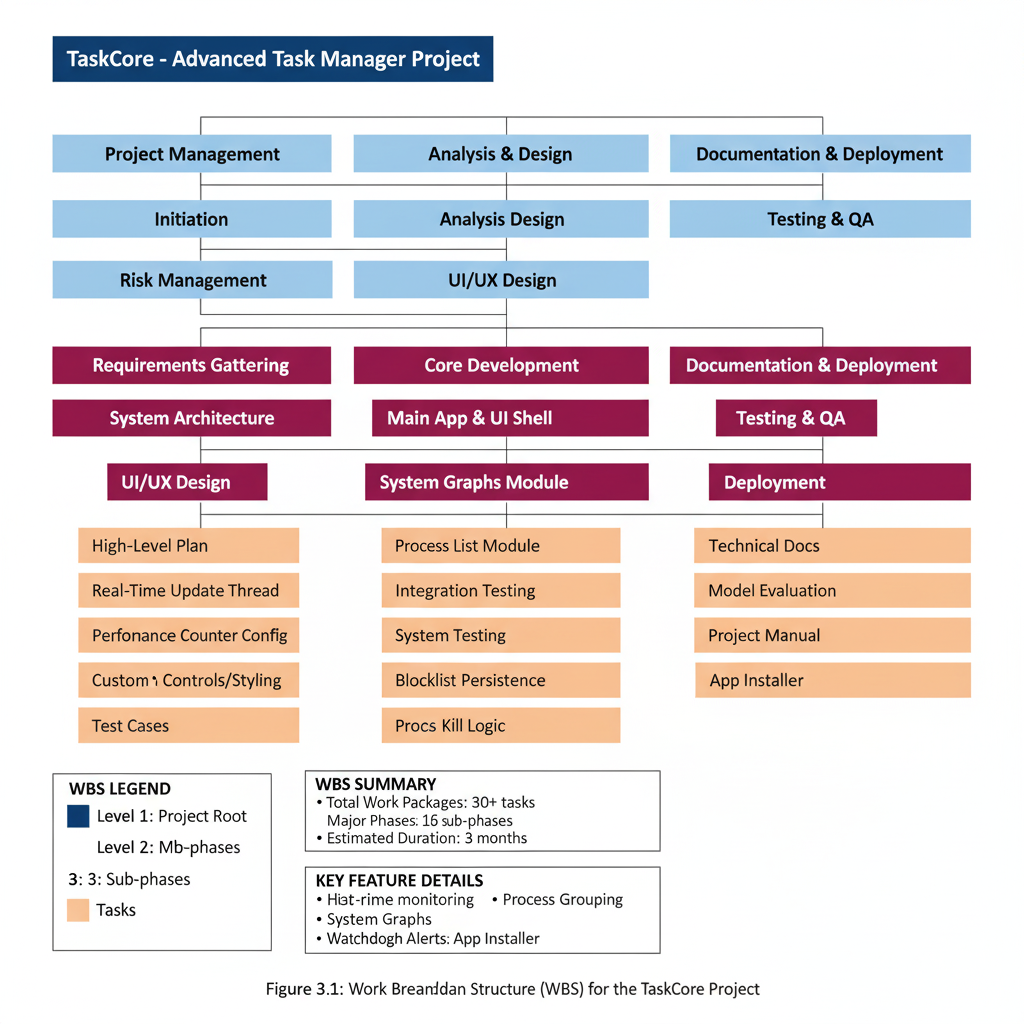 TaskCore - Advanced Task Manager Project
Project Management
Analysis & Design
Documentation & Deployment
Initiation
Analysis Design
Testing & QA
Risk Management
UI/UX Design
Requirements Gattering
Core Development
Documentation & Deployment
System Architecture
Main App & UI Shell
Testing & QA
UI/UX Design
System Graphs Module
Deployment
High-Level Plan
Process List Module
Technical Docs
Real-Time Update Thread
Integration Testing
Model Evaluation
Perfonance Counter Config
System Testing
Project Manual
Custom Controls/Styling
Blocklist Persistence
App Installer
Test Cases
Procs Kill Logic
WBS LEGEND
Level 1: Project Root
Level 2: Mb-phases
3: 3: Sub-phases
Tasks
WBS SUMMARY
• Total Work Packages: 30+ tasks
Major Phases: 16 sub-phases
• Estimated Duration: 3 months
KEY FEATURE DETAILS
• Hist-rime monitoring • Process Grouping
• System Graphs
• Watchdogh Alerts: App Installer
Figure 3.1: Work Structure (WBS) for the TaskCore Project